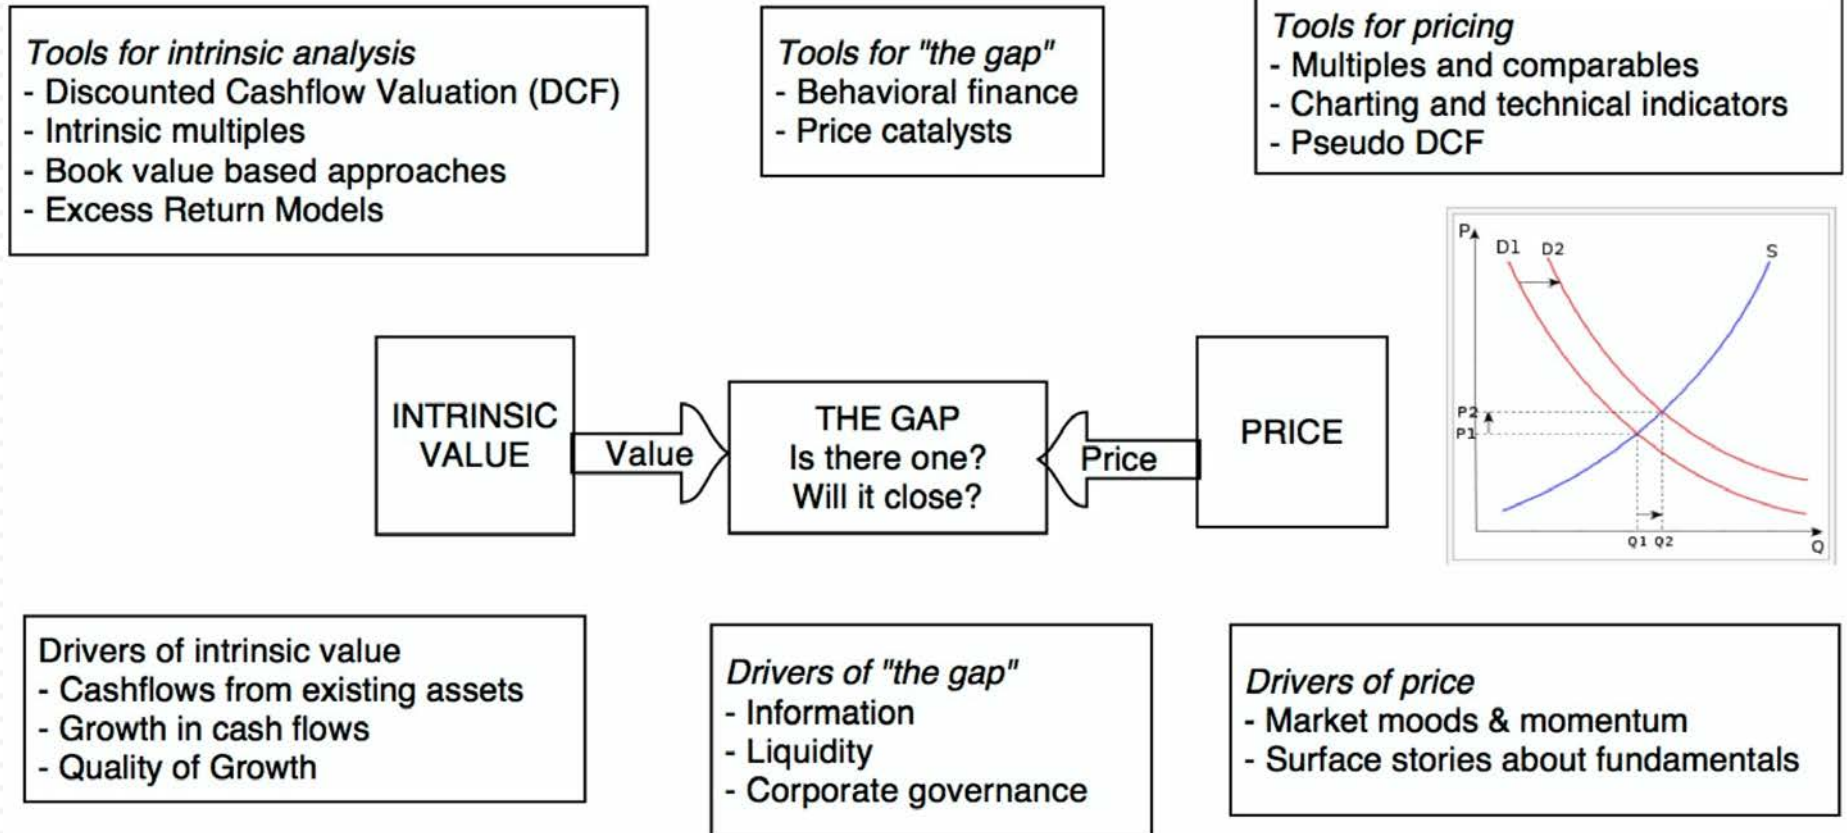 Tools for intrinsic analysis
- Discounted Cashflow Valuation (DCF)
- Intrinsic multiples
- Book value based approaches
- Excess Return Models
Tools for "the gap"
- Behavioral finance
- Price catalysts
Tools for pricing
- Multiples and comparables
- Charting and technical indicators
- Pseudo DCF
P
D1 D2
S
P2
P1
Q1 Q2
Q
INTRINSIC
VALUE
Value
THE GAP
Is there one?
Will it close?
Price
PRICE
Drivers of intrinsic value
- Cashflows from existing assets
- Growth in cash flows
- Quality of Growth
Drivers of "the gap"
- Information
- Liquidity
- Corporate governance
Drivers of price
- Market moods & momentum
- Surface stories about fundamentals